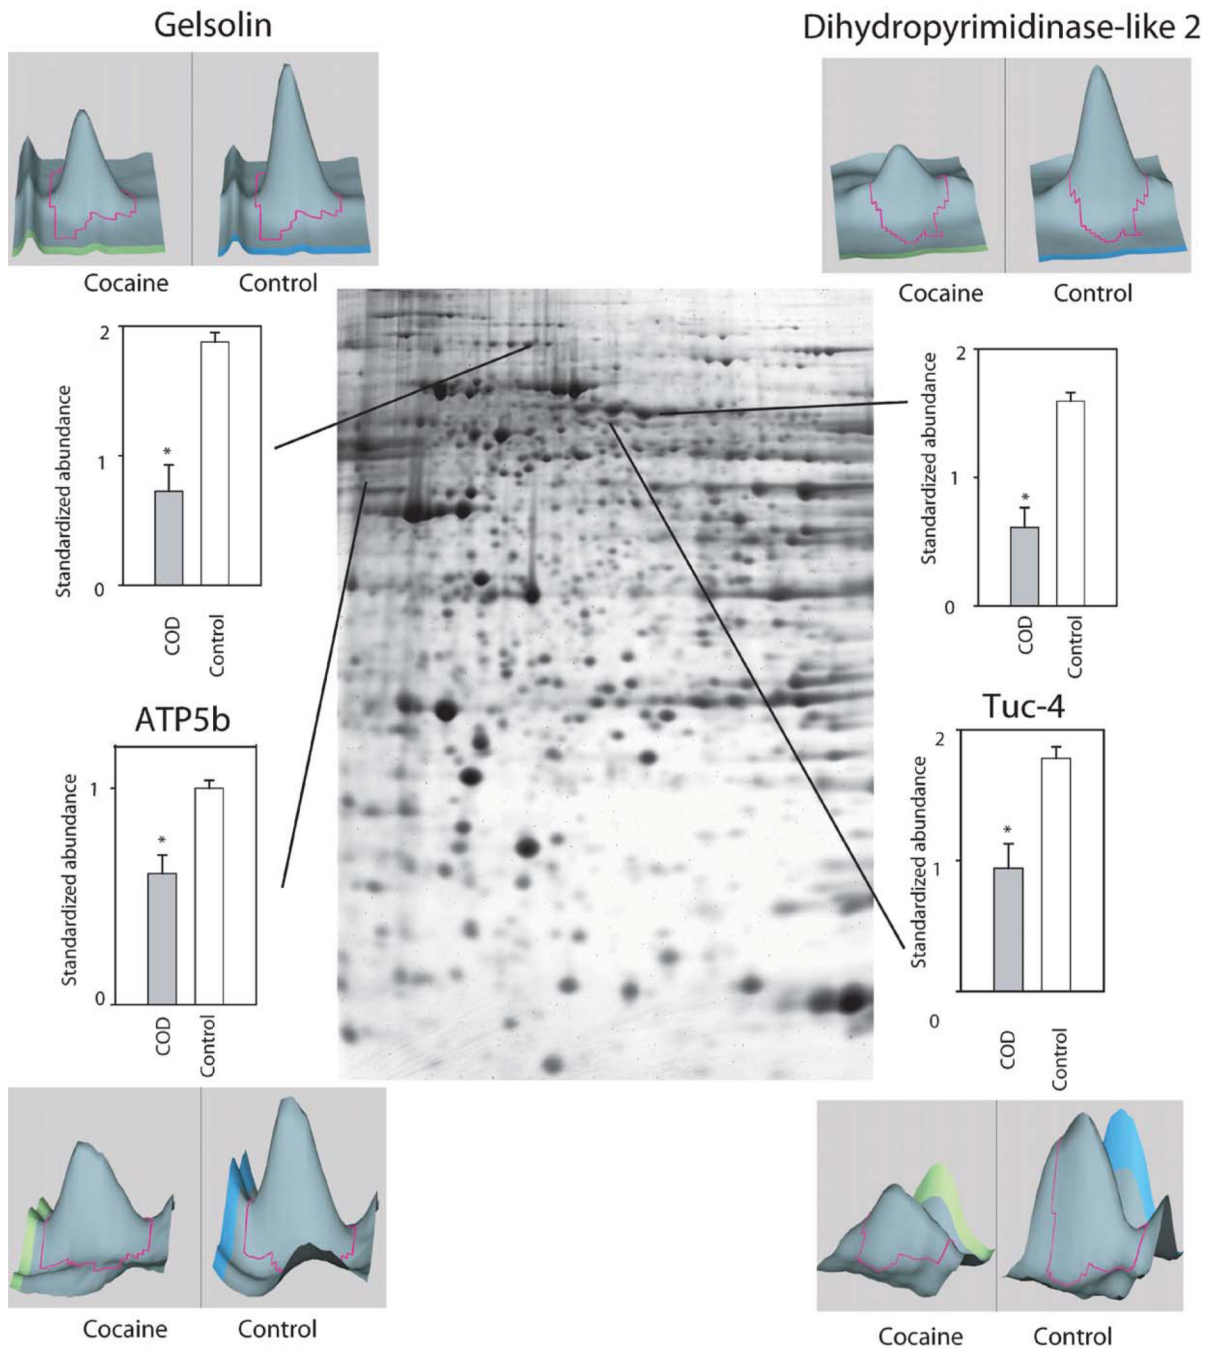 Gelsolin
Dihydropyrimidinase-like 2
Cocaine
Control
Cocaine
Control
2
1
0
Standardized abundance
*
COD
Control
2
1
0
Standardized abundance
*
COD
Control
ATP5b
1
0
Standardized abundance
*
COD
Control
Tuc-4
2
1
0
Standardized abundance
*
COD
Control
Cocaine
Control
Cocaine
Control